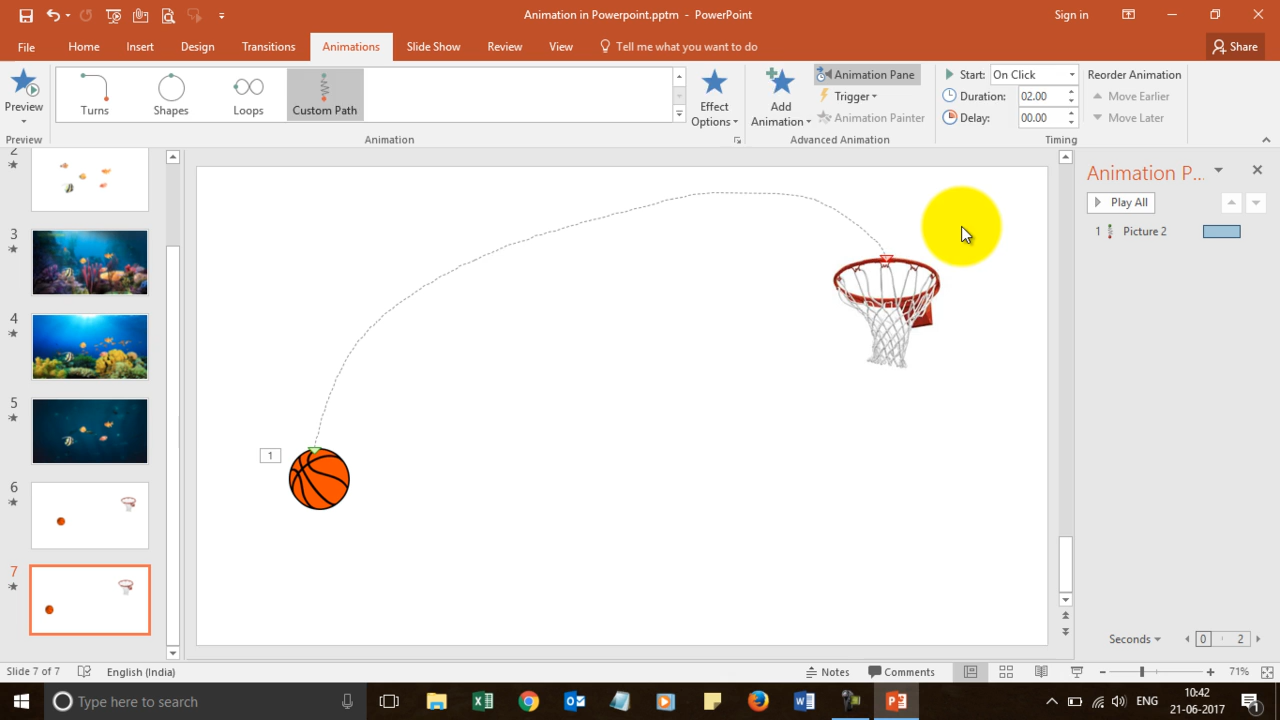 Animation in Powerpoint.pptm - PowerPoint
Sign in
File
Home
Insert
Design
Transitions
Animations
Slide Show
Review
View
Tell me what you want to do
Share
Preview
Preview
Turns
Shapes
Loops
Custom Path
Animation
Effect
Options
Add
Animation
Animation Pane
Trigger
Animation Painter
Advanced Animation
Start: On Click
Duration: 02.00
Delay: 00.00
Timing
Reorder Animation
Move Earlier
Move Later
2
3
4
5
6
7
1
Animation P...
Play All
1 Picture 2
Seconds
0
2
Slide 7 of 7
English (India)
Notes
Comments
71%
Type here to search
ENG
10:42
21-06-2017
1